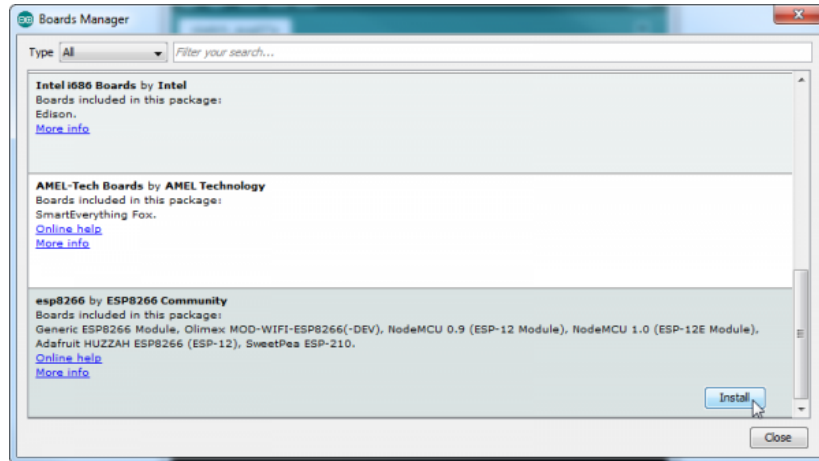 Boards Manager
Type All Filter your search...
Intel i686 Boards by Intel
Boards included in this package:
Edison.
More info
AMEL-Tech Boards by AMEL Technology
Boards included in this package:
SmartEverything Fox.
Online help
More info
esp8266 by ESP8266 Community
Boards included in this package:
Generic ESP8266 Module, Olimex MOD-WIFI-ESP8266(-DEV), NodeMCU 0.9 (ESP-12 Module), NodeMCU 1.0 (ESP-12E Module),
Adafruit HUZZAH ESP8266 (ESP-12), SweetPea ESP-210.
Online help
More info
Install
Close